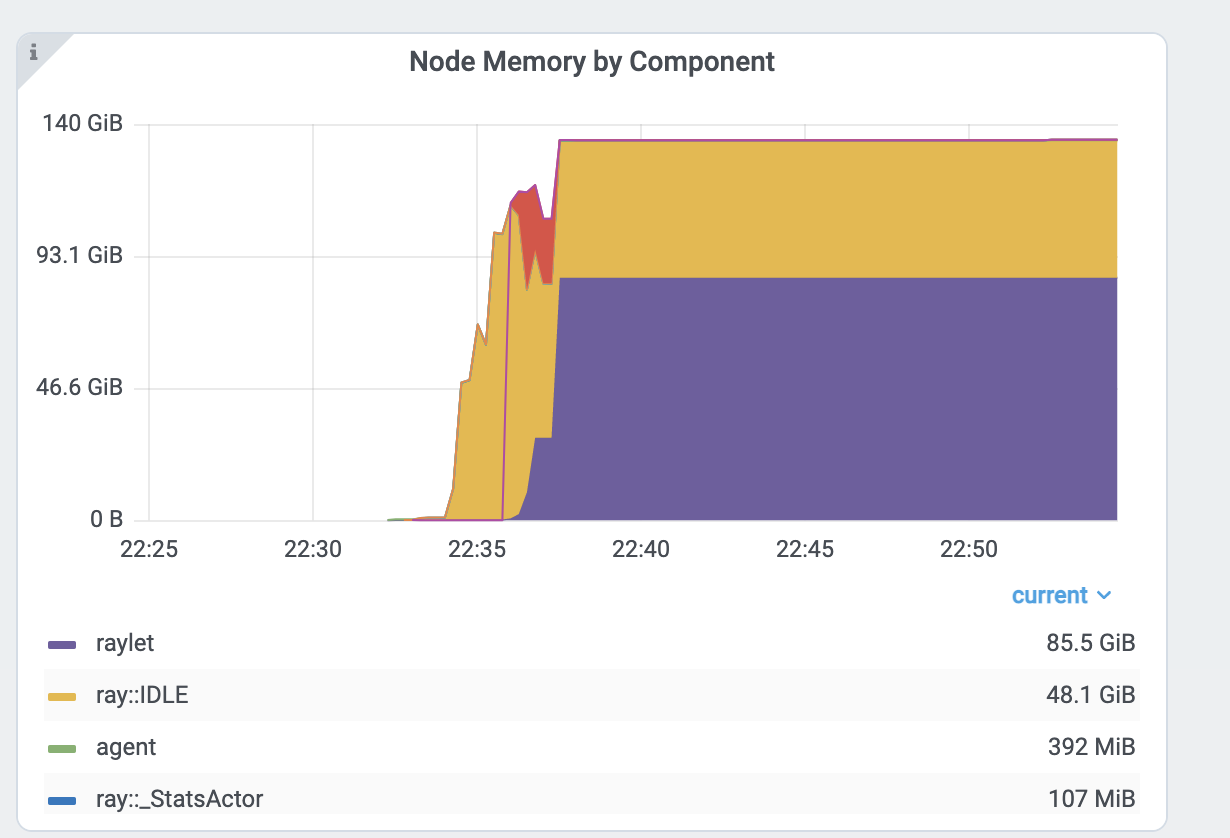 i
Node Memory by Component
140 GiB
93.1 GiB
46.6 GiB
0 B
22:25 22:30 22:35 22:40 22:45 22:50
current
raylet 85.5 GiB
ray::IDLE 48.1 GiB
agent 392 MiB
ray::_StatsActor 107 MiB